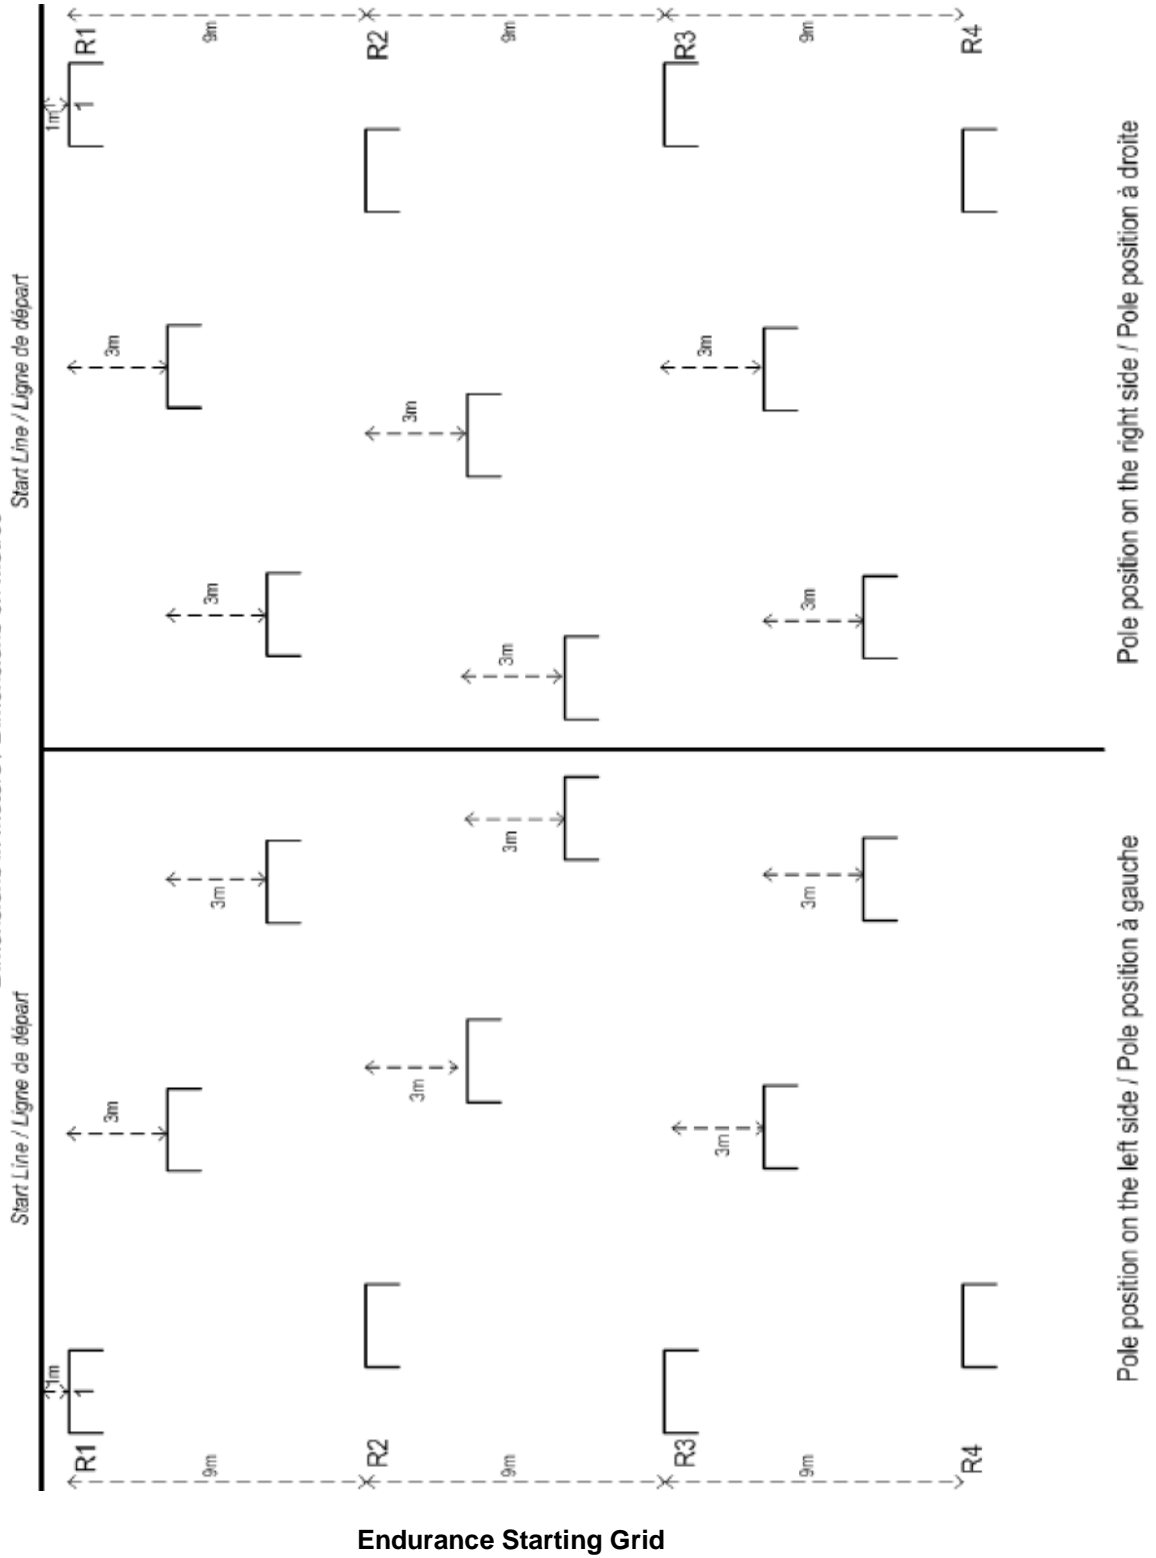 Start Line / Ligne de départ
1m
R1
1
3m
3m
9m
R2
3m
3m
9m
R3
3m
3m
9m
R4
Pole position on the left side / Pole position à gauche
Start Line / Ligne de départ
1m
1
R1
3m
3m
9m
R2
3m
3m
9m
R3
3m
3m
9m
R4
Pole position on the right side / Pole position à droite
Endurance Starting Grid